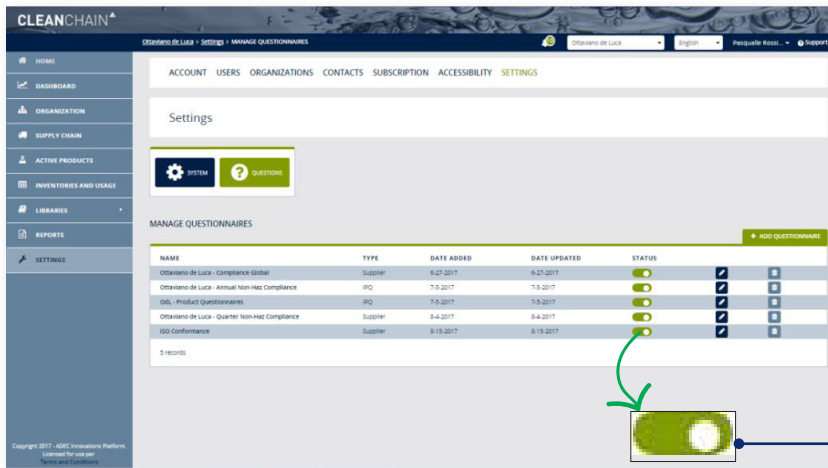 CLEANCHAIN
Ottaviano de Luca > Settings > MANAGE QUESTIONNAIRES
Ottaviano de Luca
English
Pasqualle Rossi...
Support
HOME
DASHBOARD
ORGANIZATION
SUPPLY CHAIN
ACTIVE PRODUCTS
INVENTORIES AND USAGE
LIBRARIES
REPORTS
SETTINGS
ACCOUNT USERS ORGANIZATIONS CONTACTS SUBSCRIPTION ACCESSIBILITY SETTINGS
Settings
SYSTEM
QUESTIONS
MANAGE QUESTIONNAIRES
+ ADD QUESTIONNAIRE
NAME TYPE DATE ADDED DATE UPDATED STATUS
Ottaviano de Luca - Compliance Global Supplier 6-27-2017 6-27-2017
Ottaviano de Luca - Annual Non-Haz Compliance IPQ 7-5-2017 7-5-2017
OdL - Product Questionnaires IPQ 7-5-2017 7-5-2017
Ottaviano de Luca - Quarter Non-Haz Compliance Supplier 8-4-2017 8-4-2017
ISO Conformance Supplier 8-15-2017 8-15-2017
5 records
Copyright 2017 - ADEC Innovations Platform
Licensed for use per
Terms and Conditions